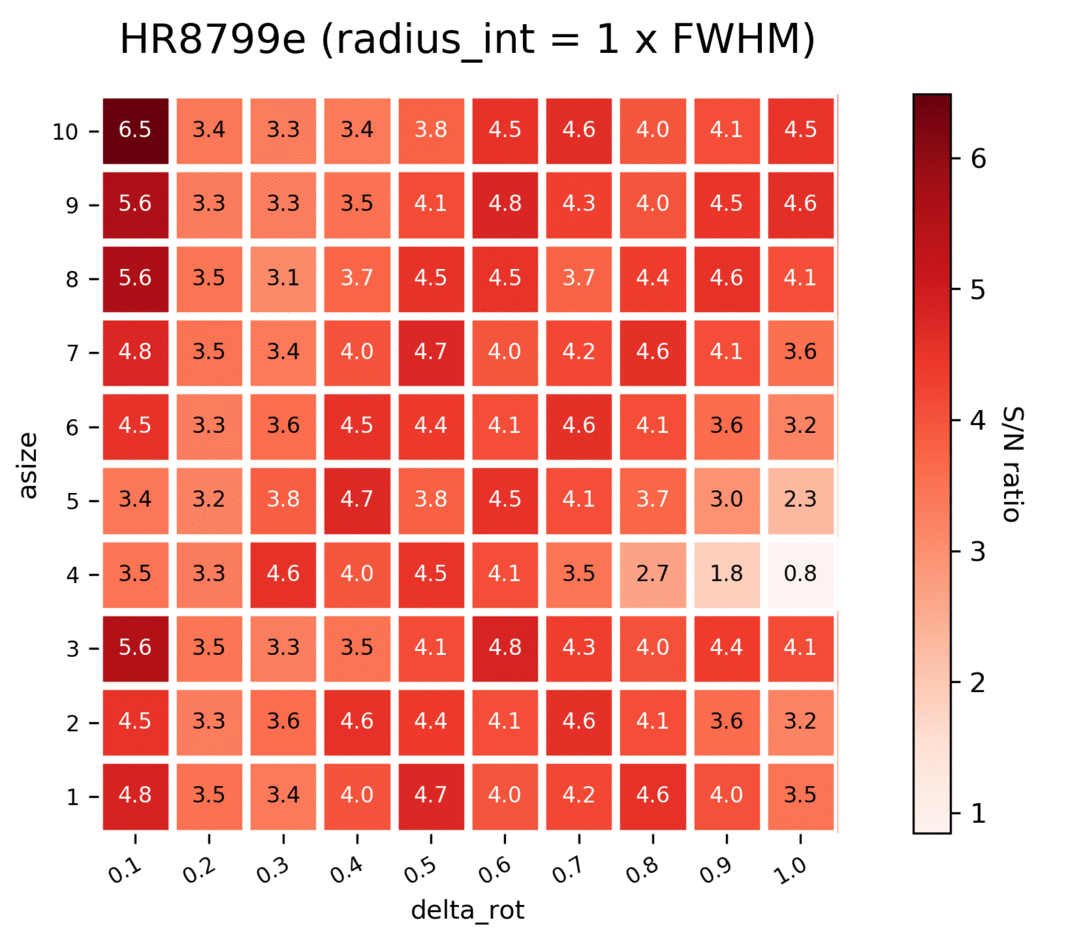 HR8799e (radius_int = 1 x FWHM)
10 6.5 3.4 3.3 3.4 3.8 4.5 4.6 4.0 4.1 4.5
9 5.6 3.3 3.3 3.5 4.1 4.8 4.3 4.0 4.5 4.6
8 5.6 3.5 3.1 3.7 4.5 4.5 3.7 4.4 4.6 4.1
7 4.8 3.5 3.4 4.0 4.7 4.0 4.2 4.6 4.1 3.6
6 4.5 3.3 3.6 4.5 4.4 4.1 4.6 4.1 3.6 3.2
5 3.4 3.2 3.8 4.7 3.8 4.5 4.1 3.7 3.0 2.3
4 3.5 3.3 4.6 4.0 4.5 4.1 3.5 2.7 1.8 0.8
3 5.6 3.5 3.3 3.5 4.1 4.8 4.3 4.0 4.4 4.1
2 4.5 3.3 3.6 4.6 4.4 4.1 4.6 4.1 3.6 3.2
1 4.8 3.5 3.4 4.0 4.7 4.0 4.2 4.6 4.0 3.5
0.1 0.2 0.3 0.4 0.5 0.6 0.7 0.8 0.9 1.0
delta_rot
asize
6
5
4
3
2
1
S/N ratio